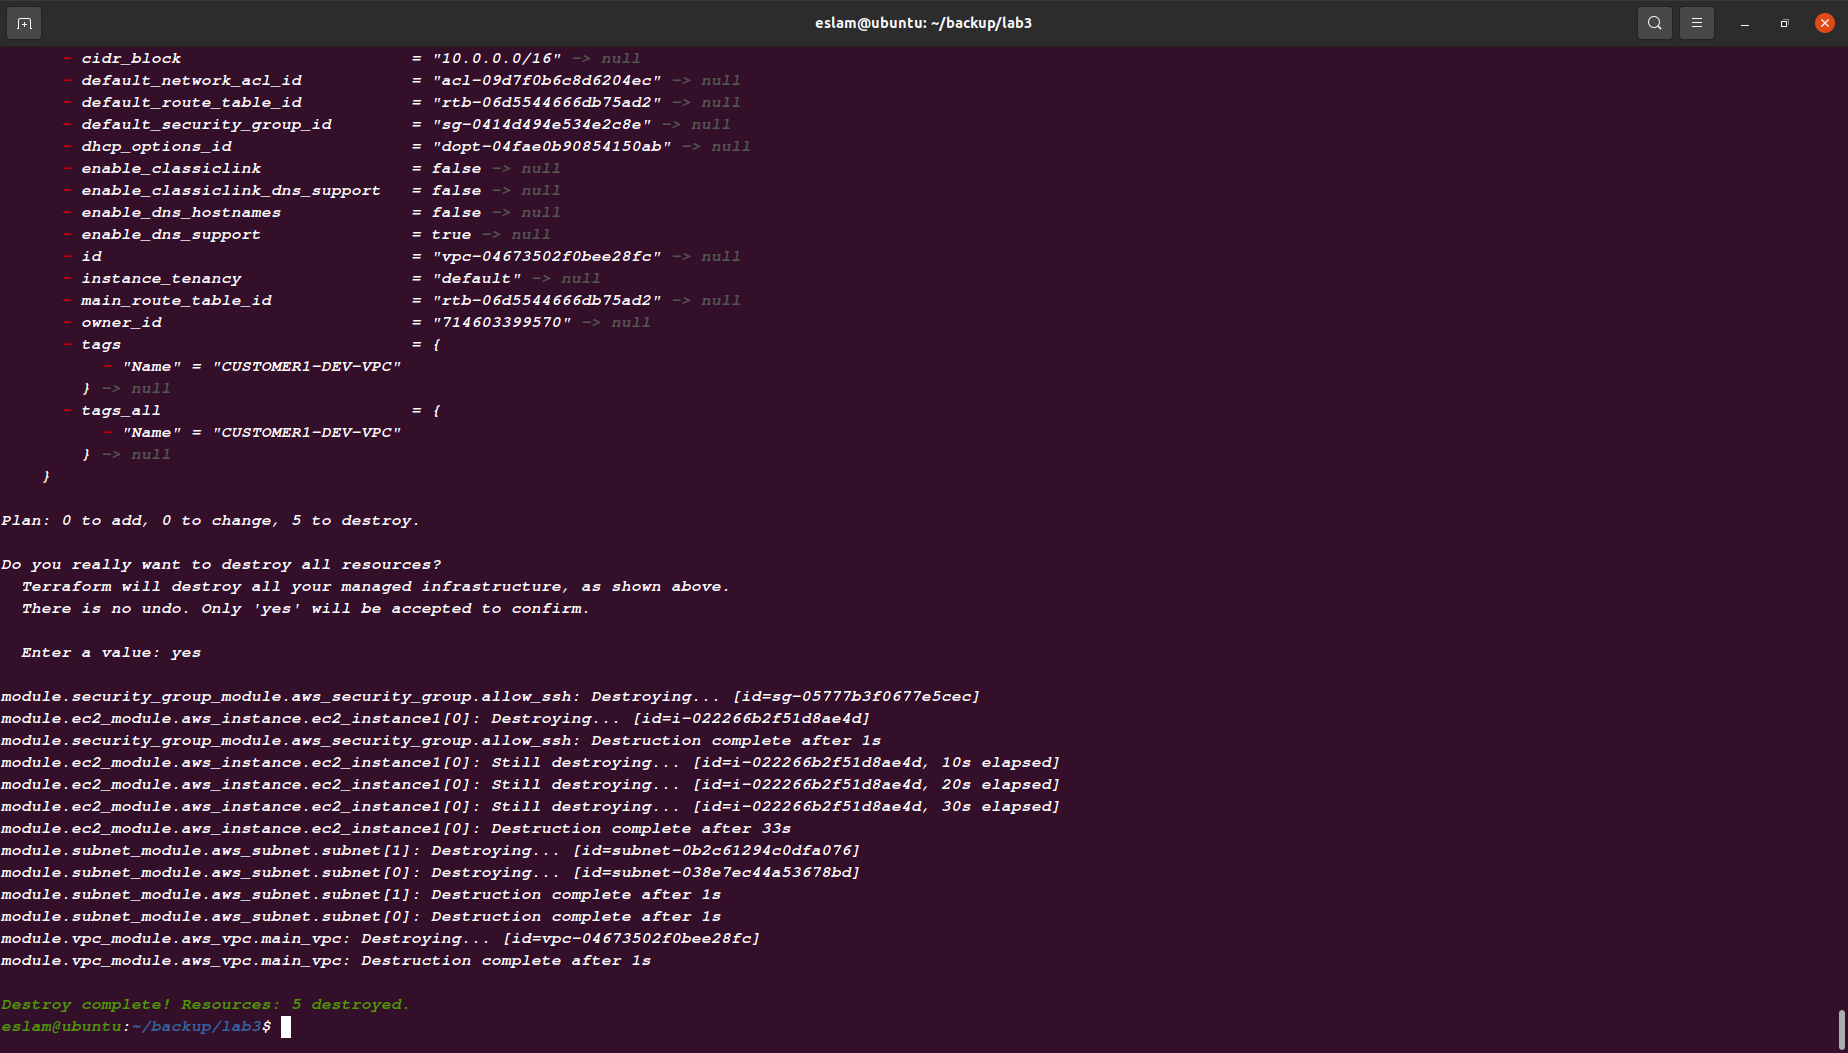 eslam@ubuntu: ~/backup/lab3
- cidr_block = "10.0.0.0/16" -> null
- default_network_acl_id = "acl-09d7f0b6c8d6204ec" -> null
- default_route_table_id = "rtb-06d5544666db75ad2" -> null
- default_security_group_id = "sg-0414d494e534e2c8e" -> null
- dhcp_options_id = "dopt-04fae0b90854150ab" -> null
- enable_classiclink = false -> null
- enable_classiclink_dns_support = false -> null
- enable_dns_hostnames = false -> null
- enable_dns_support = true -> null
- id = "vpc-04673502f0bee28fc" -> null
- instance_tenancy = "default" -> null
- main_route_table_id = "rtb-06d5544666db75ad2" -> null
- owner_id = "714603399570" -> null
- tags = {
- "Name" = "CUSTOMER1-DEV-VPC"
} -> null
- tags_all = {
- "Name" = "CUSTOMER1-DEV-VPC"
} -> null
}
Plan: 0 to add, 0 to change, 5 to destroy.
Do you really want to destroy all resources?
Terraform will destroy all your managed infrastructure, as shown above.
There is no undo. Only 'yes' will be accepted to confirm.
Enter a value: yes
module.security_group_module.aws_security_group.allow_ssh: Destroying... [id=sg-05777b3f0677e5cec]
module.ec2_module.aws_instance.ec2_instance1[0]: Destroying... [id=i-022266b2f51d8ae4d]
module.security_group_module.aws_security_group.allow_ssh: Destruction complete after 1s
module.ec2_module.aws_instance.ec2_instance1[0]: Still destroying... [id=i-022266b2f51d8ae4d, 10s elapsed]
module.ec2_module.aws_instance.ec2_instance1[0]: Still destroying... [id=i-022266b2f51d8ae4d, 20s elapsed]
module.ec2_module.aws_instance.ec2_instance1[0]: Still destroying... [id=i-022266b2f51d8ae4d, 30s elapsed]
module.ec2_module.aws_instance.ec2_instance1[0]: Destruction complete after 33s
module.subnet_module.aws_subnet.subnet[1]: Destroying... [id=subnet-0b2c61294c0dfa076]
module.subnet_module.aws_subnet.subnet[0]: Destroying... [id=subnet-038e7ec44a53678bd]
module.subnet_module.aws_subnet.subnet[1]: Destruction complete after 1s
module.subnet_module.aws_subnet.subnet[0]: Destruction complete after 1s
module.vpc_module.aws_vpc.main_vpc: Destroying... [id=vpc-04673502f0bee28fc]
module.vpc_module.aws_vpc.main_vpc: Destruction complete after 1s
Destroy complete! Resources: 5 destroyed.
eslam@ubuntu:~/backup/lab3$